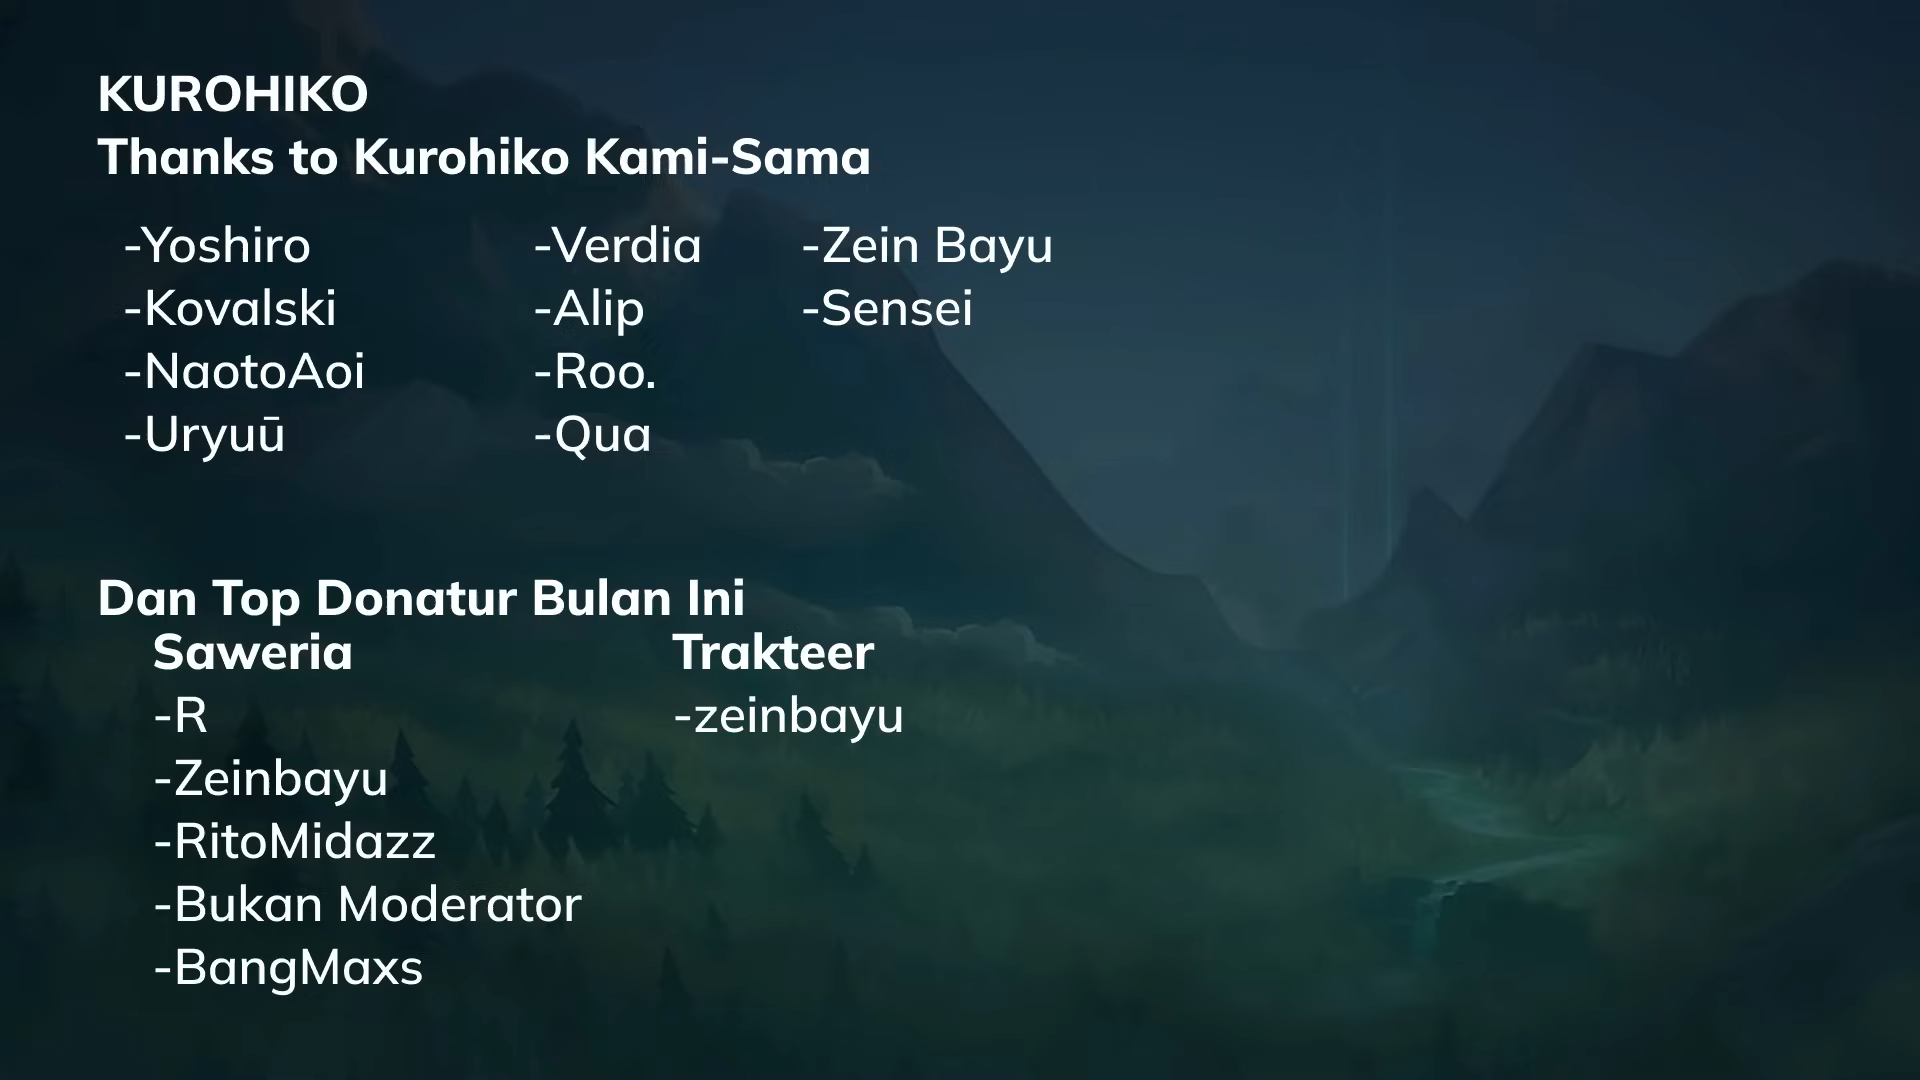 KUROHIKO
Thanks to Kurohiko Kami-Sama
-Yoshiro
-Kovalski
-NaotoAoi
-Uryuū
-Verdia
-Alip
-Roo.
-Qua
-Zein Bayu
-Sensei
Dan Top Donatur Bulan Ini
Saweria
-R
-Zeinbayu
-RitoMidazz
-Bukan Moderator
-BangMaxs
Trakteer
-zeinbayu